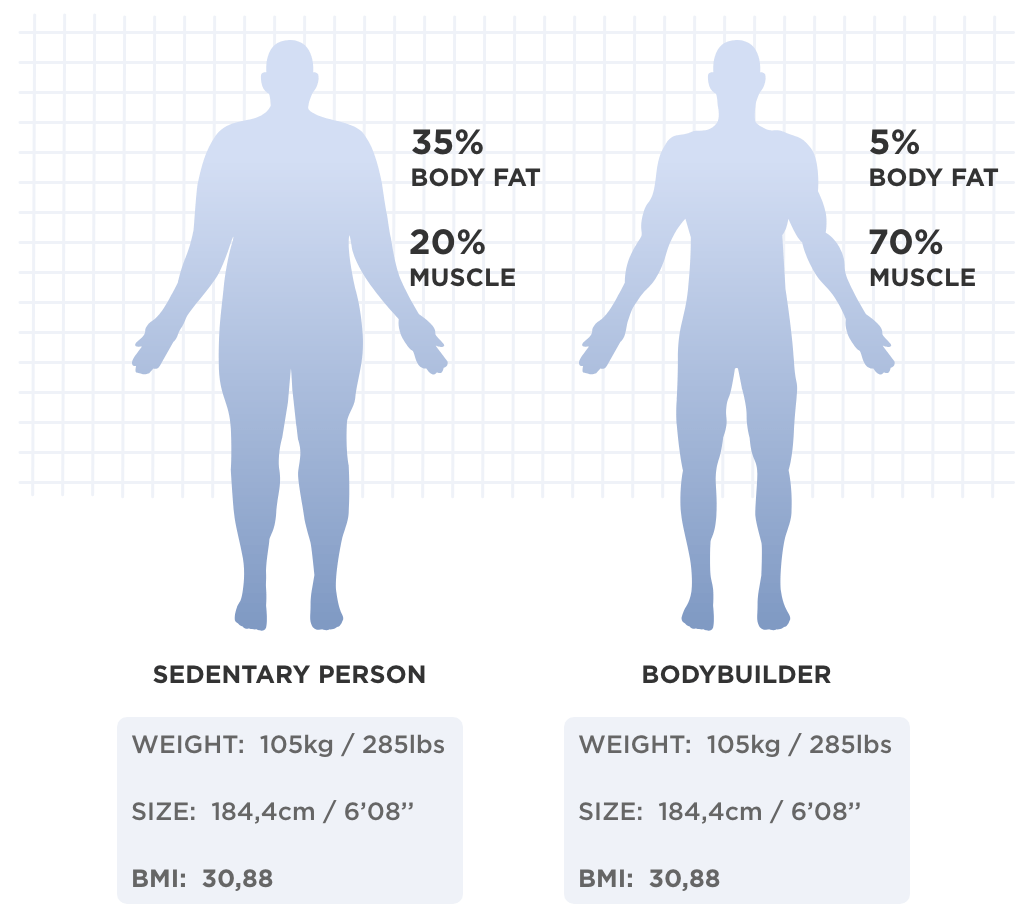 35%
BODY FAT
20%
MUSCLE
5%
BODY FAT
70%
MUSCLE
SEDENTARY PERSON
WEIGHT: 105kg / 285lbs
SIZE: 184,4cm / 6’08’’
BMI: 30,88
BODYBUILDER
WEIGHT: 105kg / 285lbs
SIZE: 184,4cm / 6’08’’
BMI: 30,88